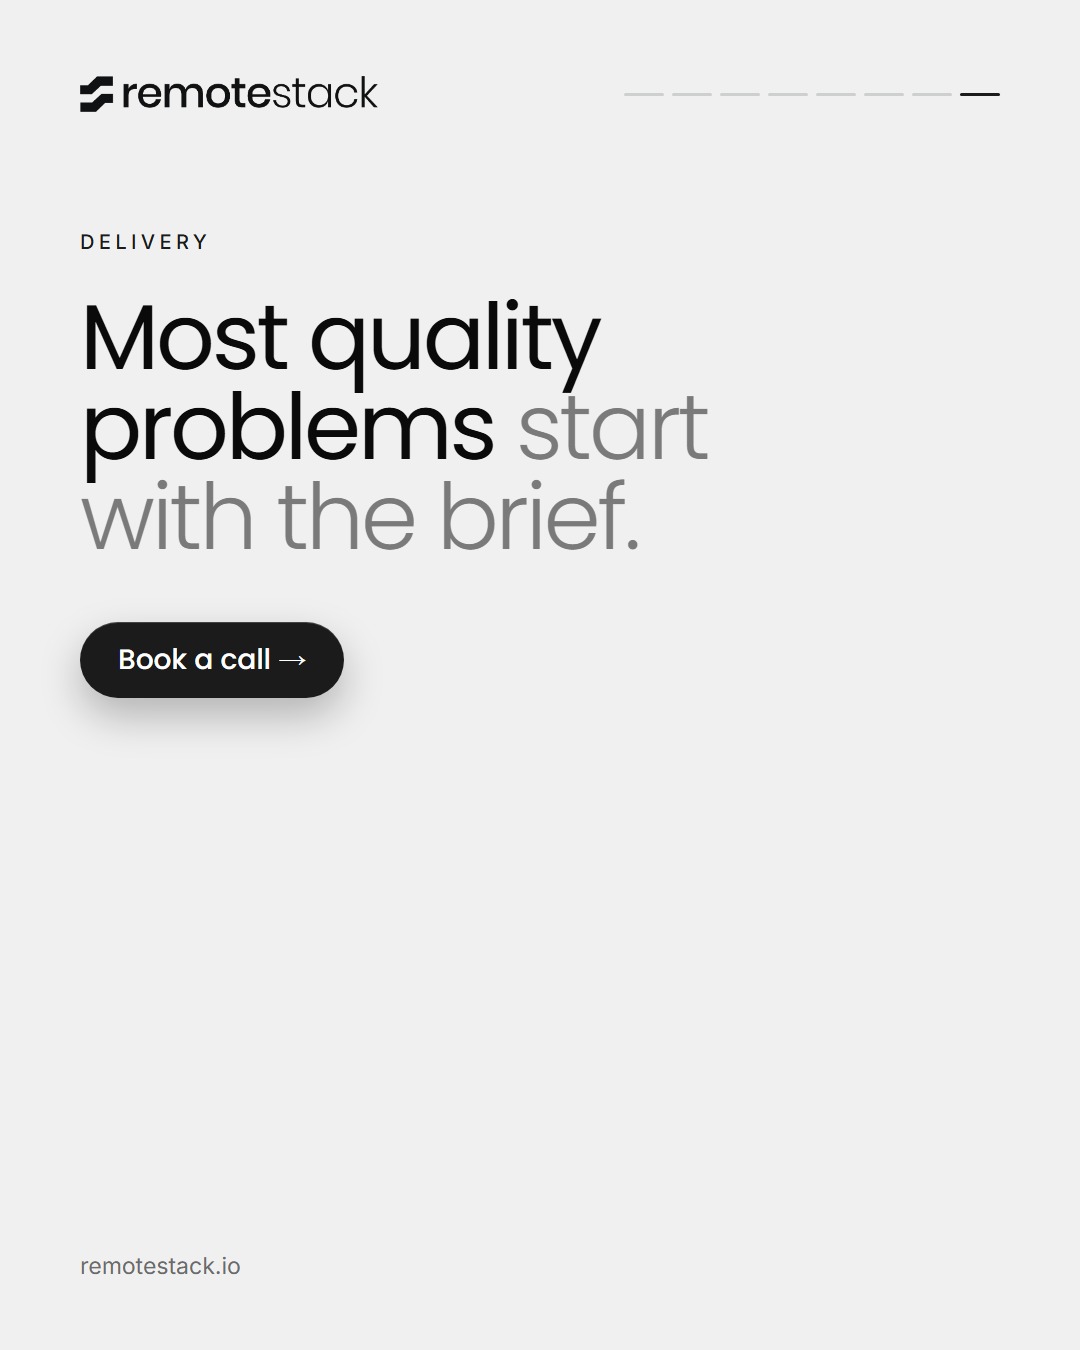 remotestack
DELIVERY
Most quality
problems start
with the brief.
Book a call →
remotestack.io